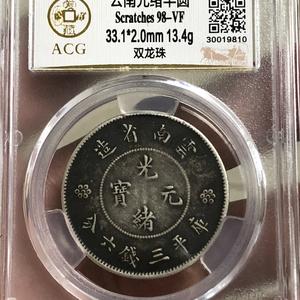 云南光绪半圆
ACG
Scratches 98-VF
33.1*2.0mm 13.4g
双龙珠
30019810
造省南雲
光緒元寶
庫平三錢六分